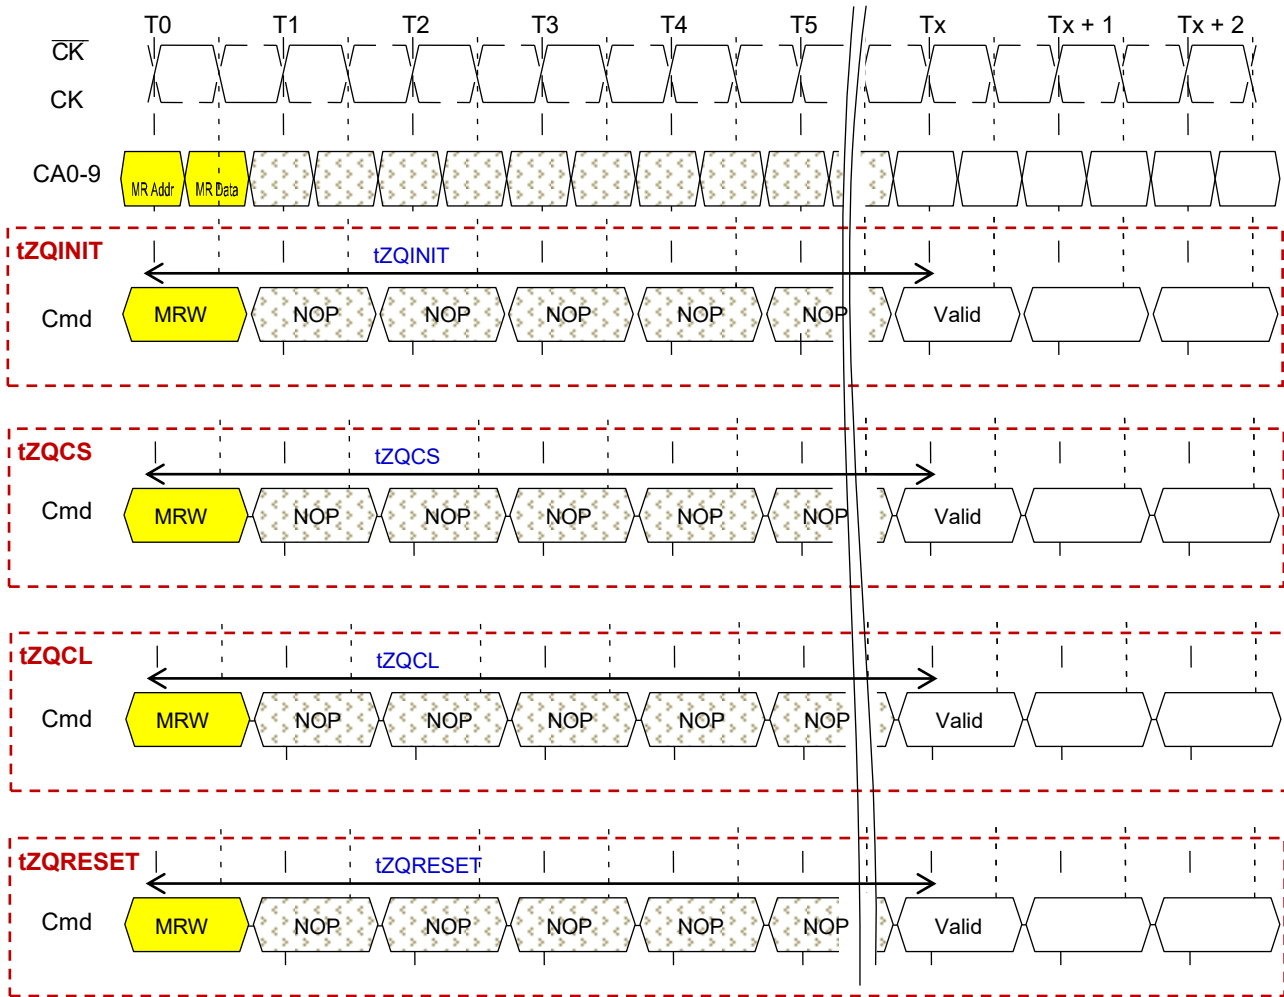 T0 T1 T2 T3 T4 T5 Tx Tx + 1 Tx + 2
CK
CK
CA0-9 MR Addr MR Data
tZQINIT
tZQINIT
Cmd MRW NOP NOP NOP NOP NOP Valid
tZQCS
tZQCS
Cmd MRW NOP NOP NOP NOP NOP Valid
tZQCL
tZQCL
Cmd MRW NOP NOP NOP NOP NOP Valid
tZQRESET
tZQRESET
Cmd MRW NOP NOP NOP NOP NOP Valid